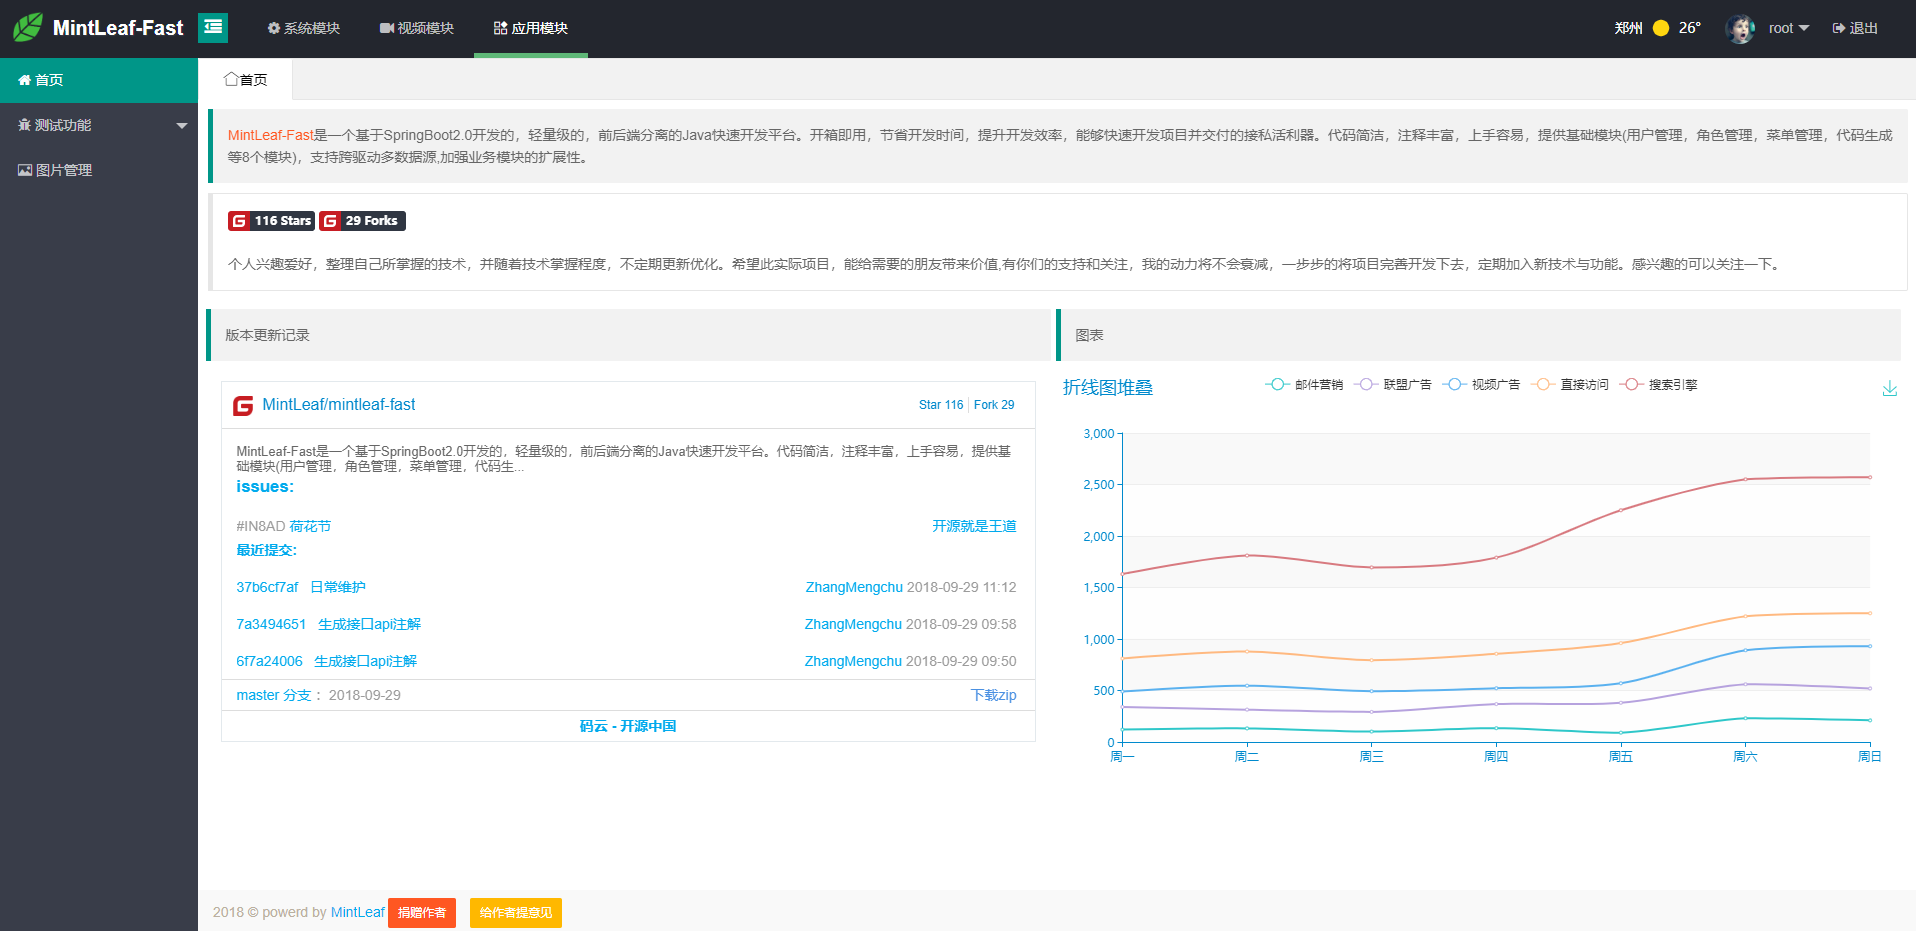 MintLeaf-Fast
系统模块
视频模块
应用模块
郑州 26°
root
退出
首页
测试功能
图片管理
首页
MintLeaf-Fast是一个基于SpringBoot2.0开发的，轻量级的，前后端分离的Java快速开发平台。开箱即用，节省开发时间，提升开发效率，能够快速开发项目并交付的接私活利器。代码简洁，注释丰富，上手容易，提供基础模块(用户管理，角色管理，菜单管理，代码生成
等8个模块)，支持跨驱动多数据源,加强业务模块的扩展性。
G 116 Stars G 29 Forks
个人兴趣爱好，整理自己所掌握的技术，并随着技术掌握程度，不定期更新优化。希望此实际项目，能给需要的朋友带来价值,有你们的支持和关注，我的动力将不会衰减，一步步的将项目完善开发下去，定期加入新技术与功能。感兴趣的可以关注一下。
版本更新记录
G MintLeaf/mintleaf-fast
Star 116 Fork 29
MintLeaf-Fast是一个基于SpringBoot2.0开发的，轻量级的，前后端分离的Java快速开发平台。代码简洁，注释丰富，上手容易，提供基
础模块(用户管理，角色管理，菜单管理，代码生...
issues:
#IN8AD 荷花节 开源就是王道
最近提交:
37b6cf7af 日常维护 ZhangMengchu 2018-09-29 11:12
7a3494651 生成接口api注解 ZhangMengchu 2018-09-29 09:58
6f7a24006 生成接口api注解 ZhangMengchu 2018-09-29 09:50
master 分支： 2018-09-29 下载zip
码云 - 开源中国
图表
折线图堆叠
邮件营销 联盟广告 视频广告 直接访问 搜索引擎
3,000
2,500
2,000
1,500
1,000
500
0
周一 周二 周三 周四 周五 周六 周日
2018 © powerd by MintLeaf 捐赠作者 给作者提意见